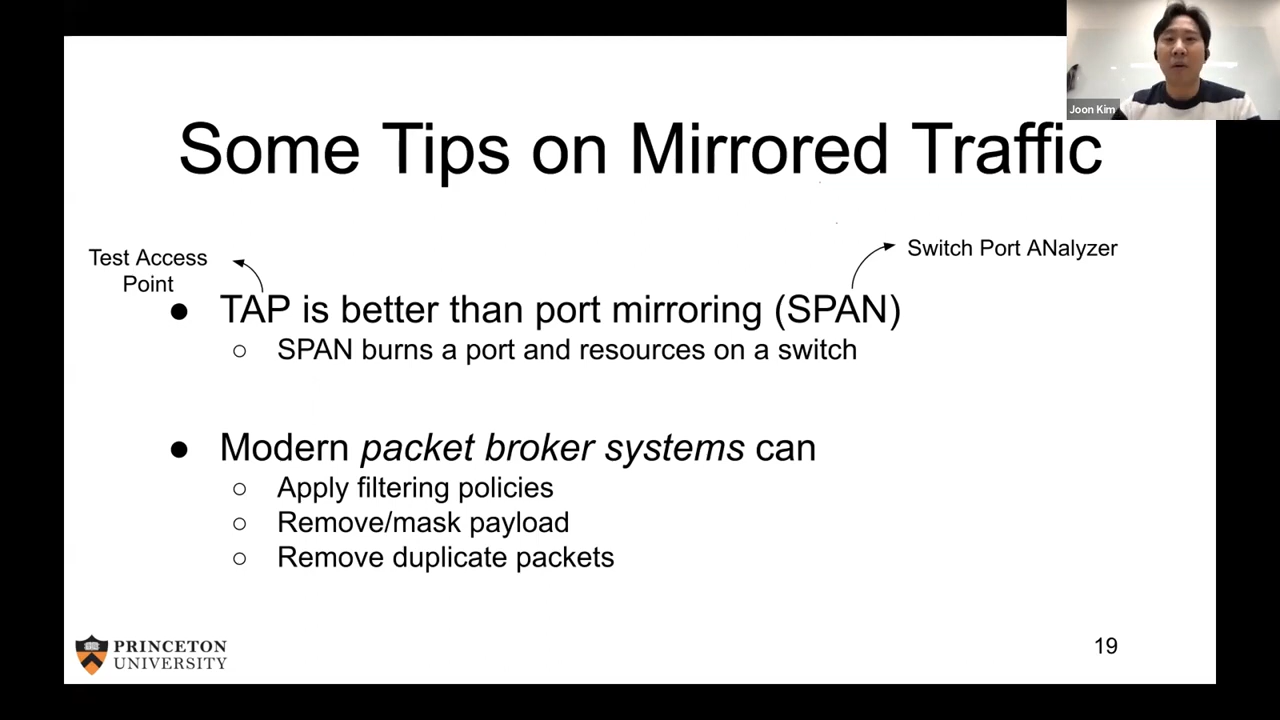 Joon Kim
Some Tips on Mirrored Traffic
Test Access
Point
Switch Port ANalyzer
● TAP is better than port mirroring (SPAN)
○ SPAN burns a port and resources on a switch
● Modern packet broker systems can
○ Apply filtering policies
○ Remove/mask payload
○ Remove duplicate packets
PRINCETON
UNIVERSITY
19